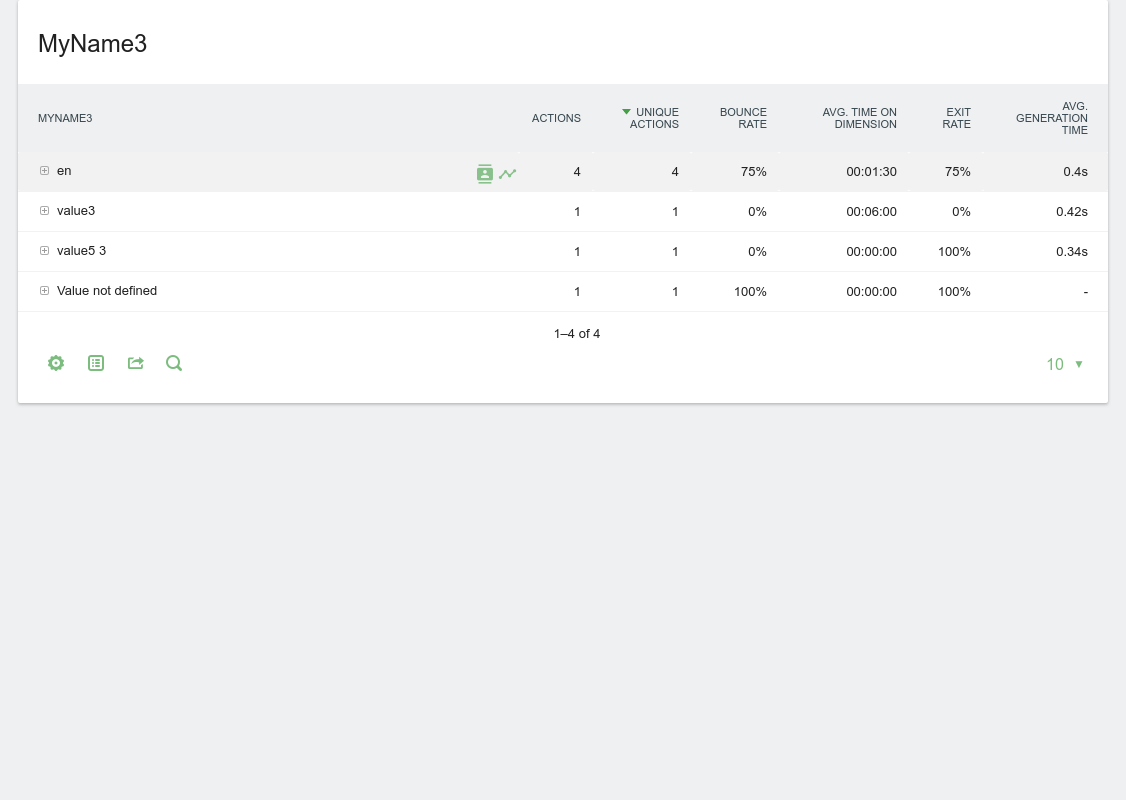 MyName3
MYNAME3 ACTIONS UNIQUE ACTIONS BOUNCE RATE AVG. TIME ON DIMENSION EXIT RATE AVG. GENERATION TIME
en 4 4 75% 00:01:30 75% 0.4s
value3 1 1 0% 00:06:00 0% 0.42s
value5 3 1 1 0% 00:00:00 100% 0.34s
Value not defined 1 1 100% 00:00:00 100% -
1–4 of 4
10